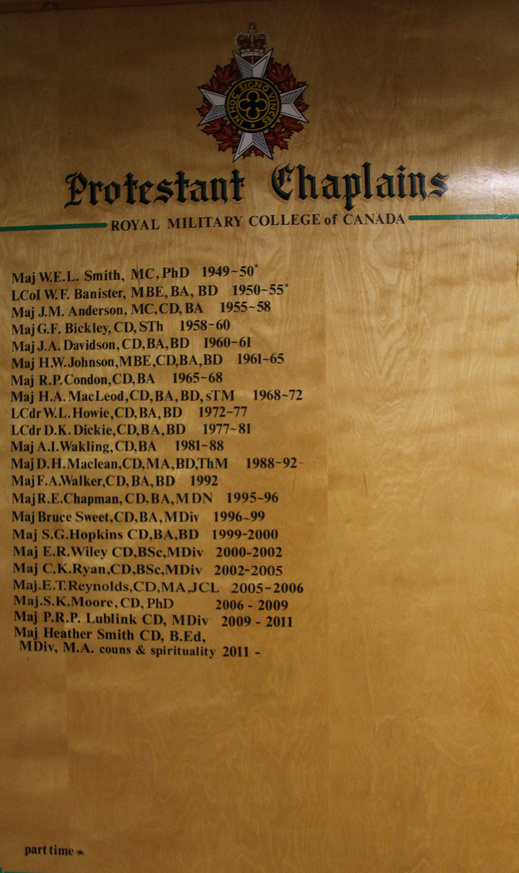 IN HOC SIGNO VINCES
Protestant Chaplains
ROYAL MILITARY COLLEGE of CANADA
Maj W.E.L. Smith, MC, PhD 1949~50*
LCol W.F. Banister, MBE, BA, BD 1950~55*
Maj J.M. Anderson, MC, CD, BA 1955~58
Maj G.F. Bickley, CD, STh 1958~60
Maj J.A. Davidson, CD, BA, BD 1960~61
Maj H.W. Johnson, MBE, CD, BA, BD 1961~65
Maj R.P. Condon, CD, BA 1965~68
Maj H.A. MacLeod, CD, BA, BD, sTM 1968~72
LCdr W.L. Howie, CD, BA, BD 1972~77
LCdr D.K. Dickie, CD, BA, BD 1977~81
Maj A.I. Wakling, CD, BA 1981~88
Maj D.H. Maclean, CD, MA, BD, ThM 1988~92
Maj F.A. Walker, CD, BA, BD 1992
Maj R.E. Chapman, CD, BA, M DN 1995~96
Maj Bruce Sweet, CD, BA, MDiv 1996~99
Maj S.G. Hopkins CD, BA, BD 1999~2000
Maj E.R. Wiley CD, BSc, MDiv 2000-2002
Maj C.K. Ryan, CD, BSc, MDiv 2002-2005
Maj. E.T. Reynolds, CD, MA, JCL 2005-2006
Maj. S.K. Moore, CD, PhD 2006 - 2009
Maj P.R.P. Lublink CD, MDiv 2009 - 2011
Maj Heather Smith CD, B.Ed,
MDiv, M.A. couns & spirituality 2011 -
part time *